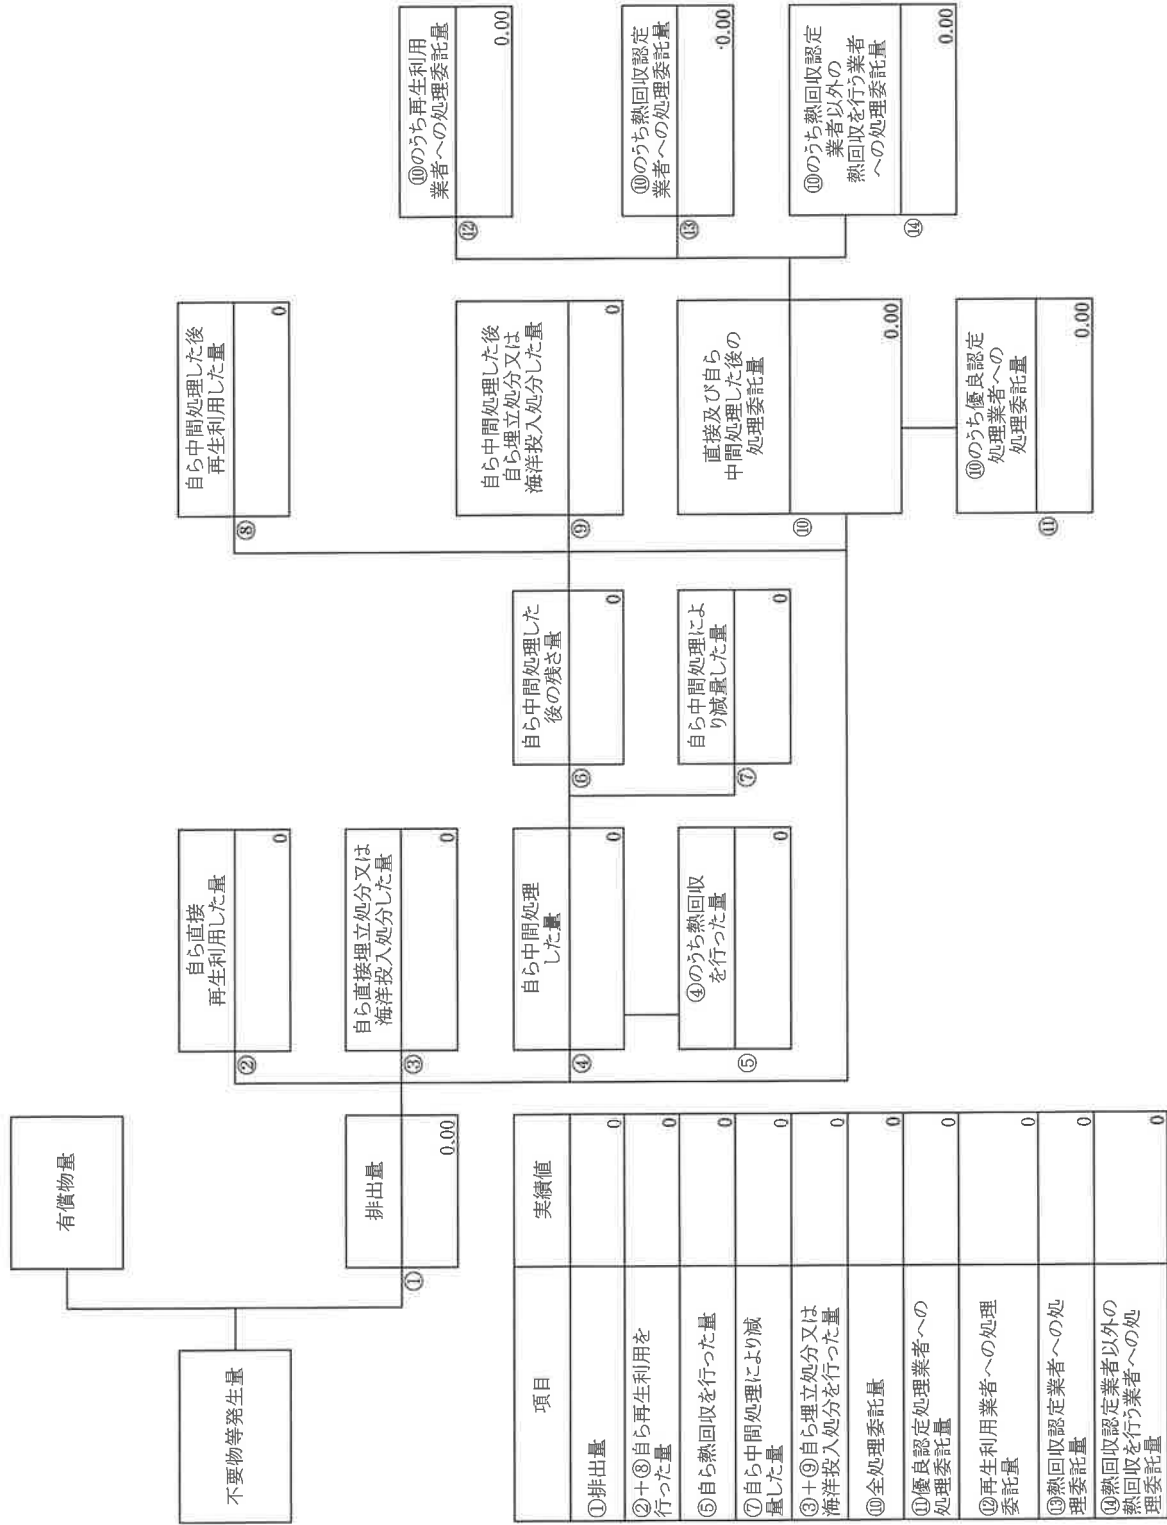 不要物等発生量
有償物量
①
排出量
0.00
②
自ら直接
再生利用した量
0
③
自ら直接埋立処分又は
海洋投入処分した量
0
④
自ら中間処理
した量
0
⑤
④のうち熱回収
を行った量
0
⑥
自ら中間処理した
後の残さ量
0
⑦
自ら中間処理によ
り減量した量
0
⑧
自ら中間処理した後
再生利用した量
0
⑨
自ら中間処理した後
自ら埋立処分又は
海洋投入処分した量
0
⑩
直接及び自ら
中間処理した後の
処理委託量
0.00
⑪
⑩のうち優良認定
処理業者への
処理委託量
0.00
⑫
⑩のうち再生利用
業者への処理委託量
0.00
⑬
⑩のうち熱回収認定
業者への処理委託量
0.00
⑭
⑩のうち熱回収認定
業者以外の
熱回収を行う業者
への処理委託量
0.00
項目 実績値
①排出量 0
②+⑧自ら再生利用を
行った量 0
⑤自ら熱回収を行った量 0
⑦自ら中間処理により減
量した量 0
③+⑨自ら埋立処分又は
海洋投入処分を行った量 0
⑩全処理委託量 0
⑪優良認定処理業者への
処理委託量 0
⑫再生利用業者への処理
委託量 0
⑬熱回収認定業者への処
理委託量 0
⑭熱回収認定業者以外の
熱回収を行う業者への処
理委託量 0